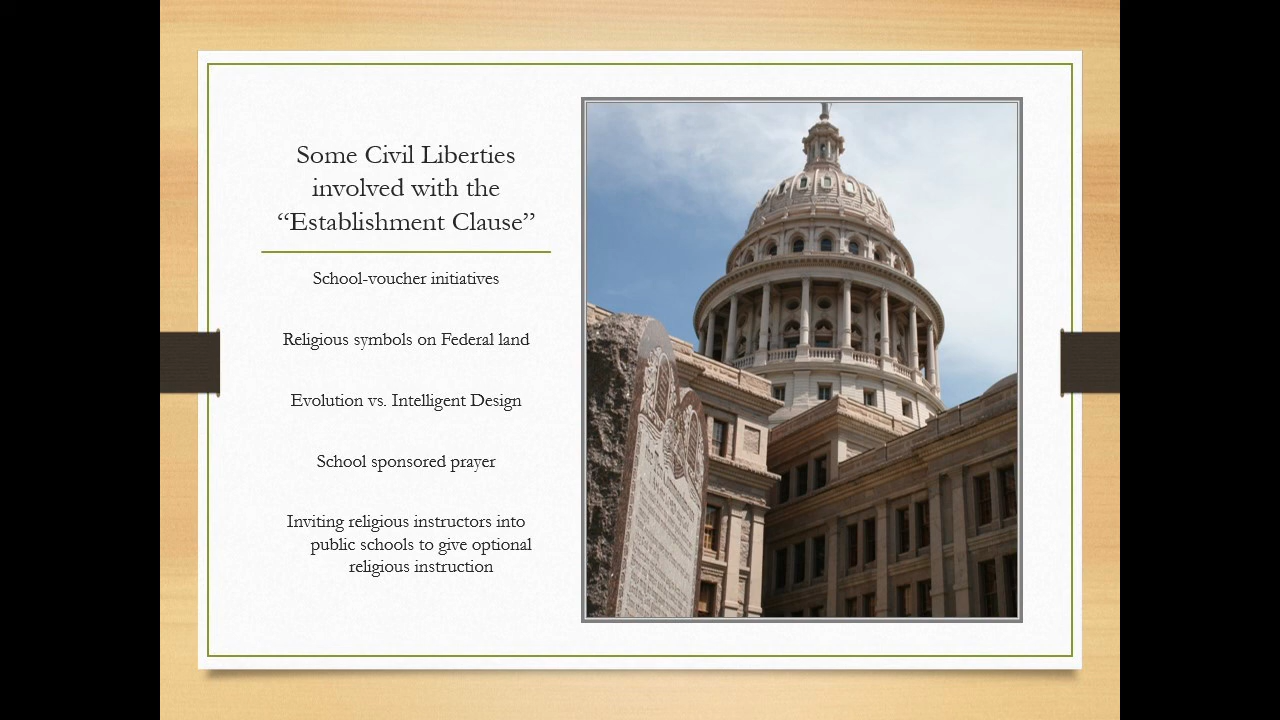 Some Civil Liberties
involved with the
“Establishment Clause”
School-voucher initiatives
Religious symbols on Federal land
Evolution vs. Intelligent Design
School sponsored prayer
Inviting religious instructors into
public schools to give optional
religious instruction